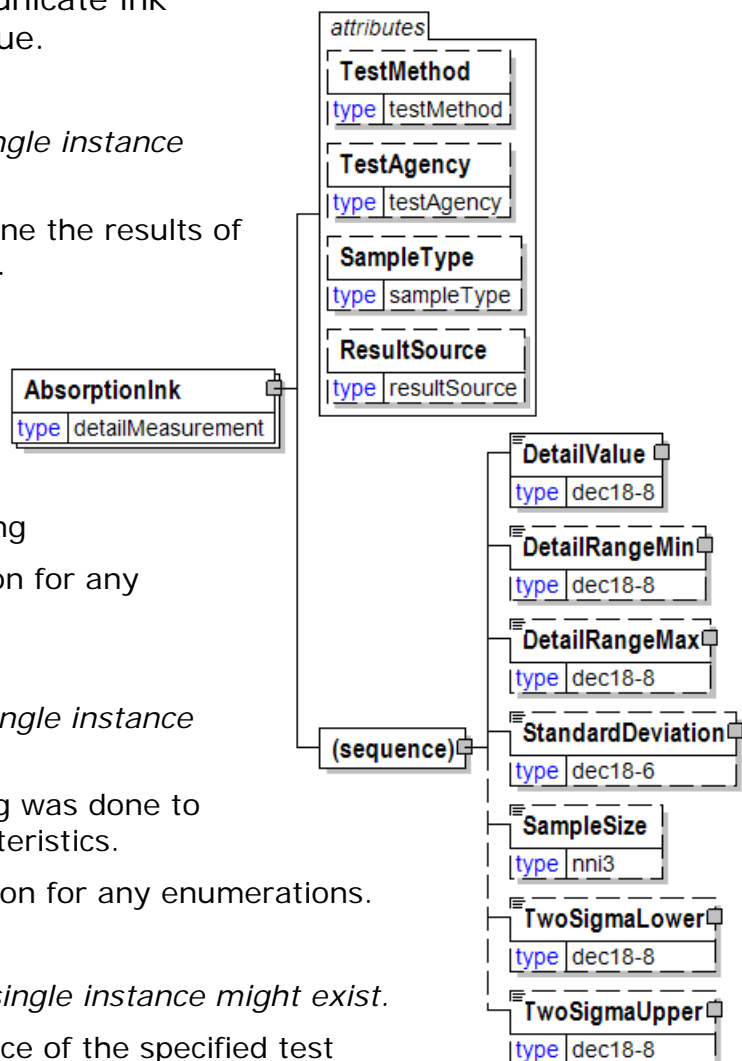 unicate ink
ue.
ngle instance
ne the results of
.
ng
on for any
ngle instance
g was done to
teristics.
on for any enumerations.
single instance might exist.
ce of the specified test
attributes
TestMethod
type testMethod
TestAgency
type testAgency
SampleType
type sampleType
ResultSource
type resultSource
AbsorptionInk
type detailMeasurement
(sequence)
DetailValue
type dec18-8
DetailRangeMin
type dec18-8
DetailRangeMax
type dec18-8
StandardDeviation
type dec18-6
SampleSize
type nni3
TwoSigmaLower
type dec18-8
TwoSigmaUpper
type dec18-8